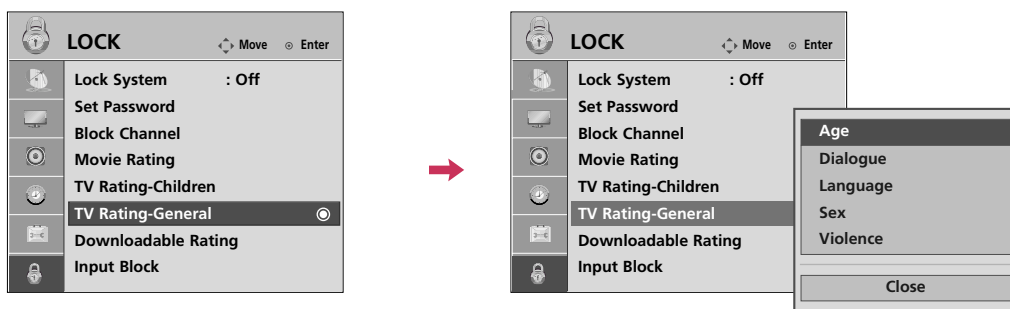 LOCK Move Enter
Lock System : Off
Set Password
Block Channel
Movie Rating
TV Rating-Children
TV Rating-General
Downloadable Rating
Input Block
LOCK Move Enter
Lock System : Off
Set Password
Block Channel
Movie Rating
TV Rating-Children
TV Rating-General
Downloadable Rating
Input Block
Age
Dialogue
Language
Sex
Violence
Close